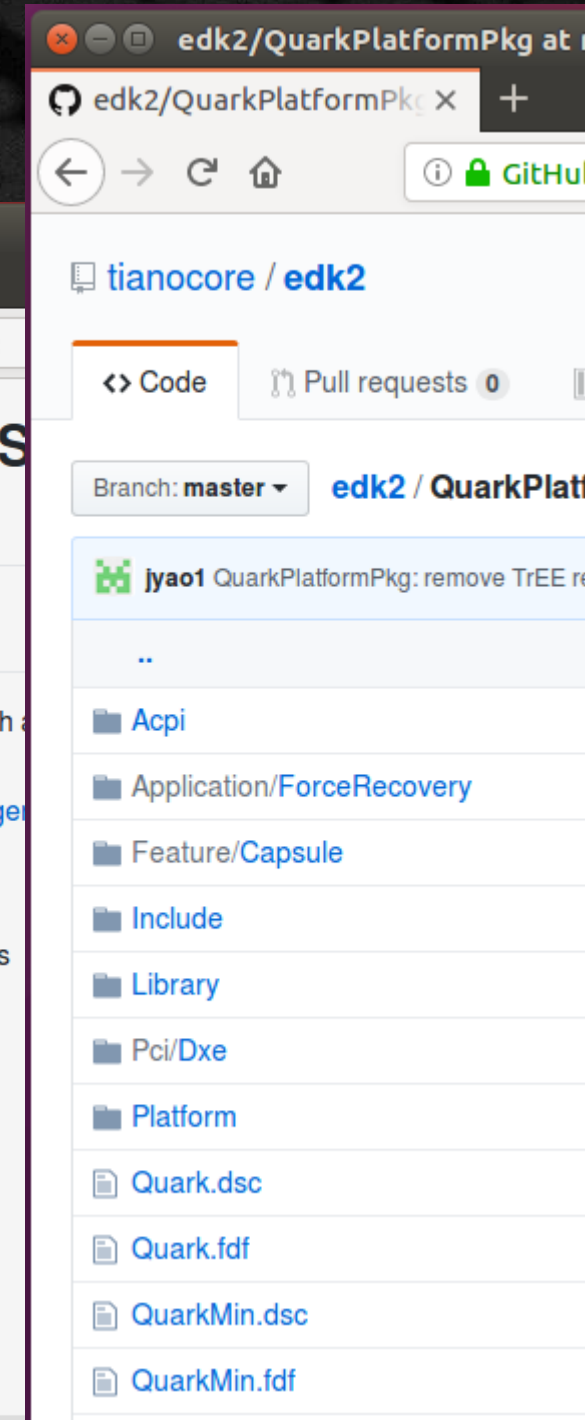 edk2/QuarkPlatformPkg at
edk2/QuarkPlatformPk
GitHu
tianocore / edk2
<> Code Pull requests 0
Branch: master edk2 / QuarkPlat
jyao1 QuarkPlatformPkg: remove TrEE
..
Acpi
Application/ForceRecovery
Feature/Capsule
Include
Library
Pci/Dxe
Platform
Quark.dsc
Quark.fdf
QuarkMin.dsc
QuarkMin.fdf